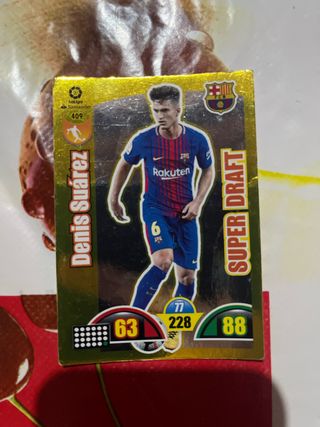 LaLiga
Santander
409
Denis Suárez
SUPER DRAFT
Rakuten
6
63
77
228
88